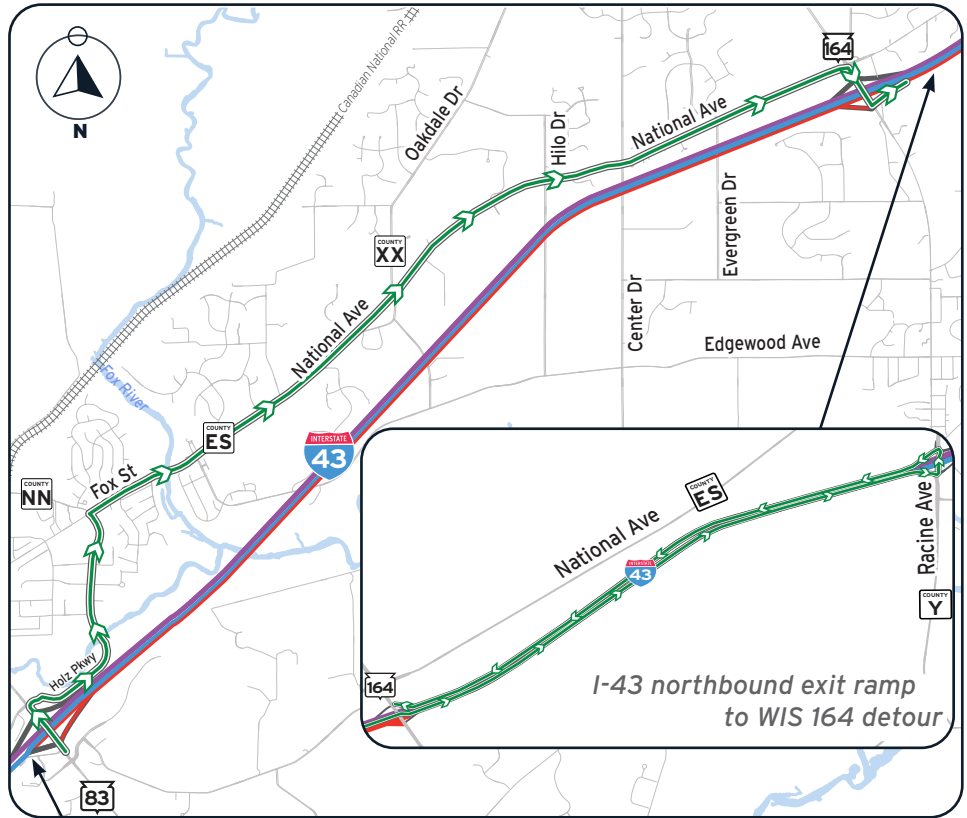 N
Canadian National RR
Oakdale Dr
Hilo Dr
National Ave
164
Evergreen Dr
COUNTY
XX
Center Dr
National Ave
Edgewood Ave
Fox River
COUNTY
ES
INTERSTATE
43
COUNTY
NN
Fox St
Holz Pkwy
83
COUNTY
ES
National Ave
INTERSTATE
43
Racine Ave
COUNTY
Y
164
I-43 northbound exit ramp
to WIS 164 detour